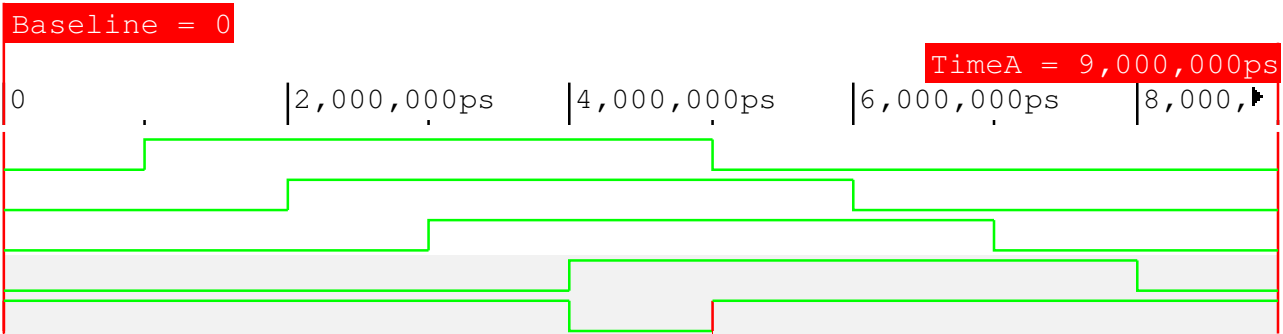 Baseline = 0
TimeA = 9,000,000ps
0 2,000,000ps 4,000,000ps 6,000,000ps 8,000,